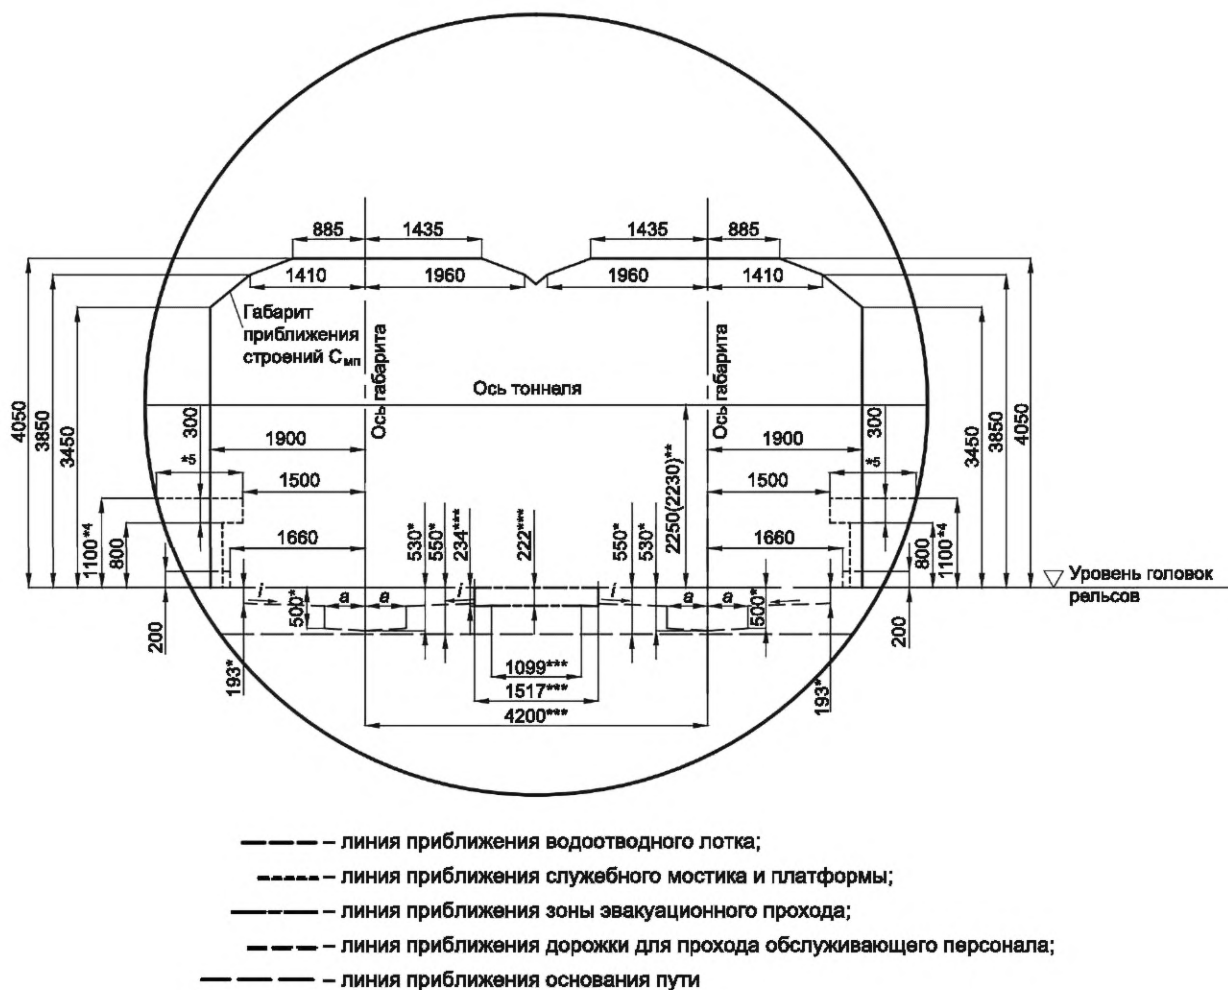 885
1435
1435
885
1410
1960
1960
1410
Габарит
приближения
строений Смп
Ось габарита
Ось габарита
Ось тоннеля
4050
3850
3450
300
1900
*5
1500
1100*4
800
1660
200
193*
500*
i
a
a
530*
550*
234***
i
222***
550*
530*
2250(2230)**
i
a
a
500*
i
193*
1900
300
*5
1500
1660
800
1100*4
3450
3850
4050
200
Уровень головок
рельсов
1099***
1517***
4200***
– линия приближения водоотводного лотка;
– линия приближения служебного мостика и платформы;
– линия приближения зоны эвакуационного прохода;
– линия приближения дорожки для прохода обслуживающего персонала;
– линия приближения основания пути